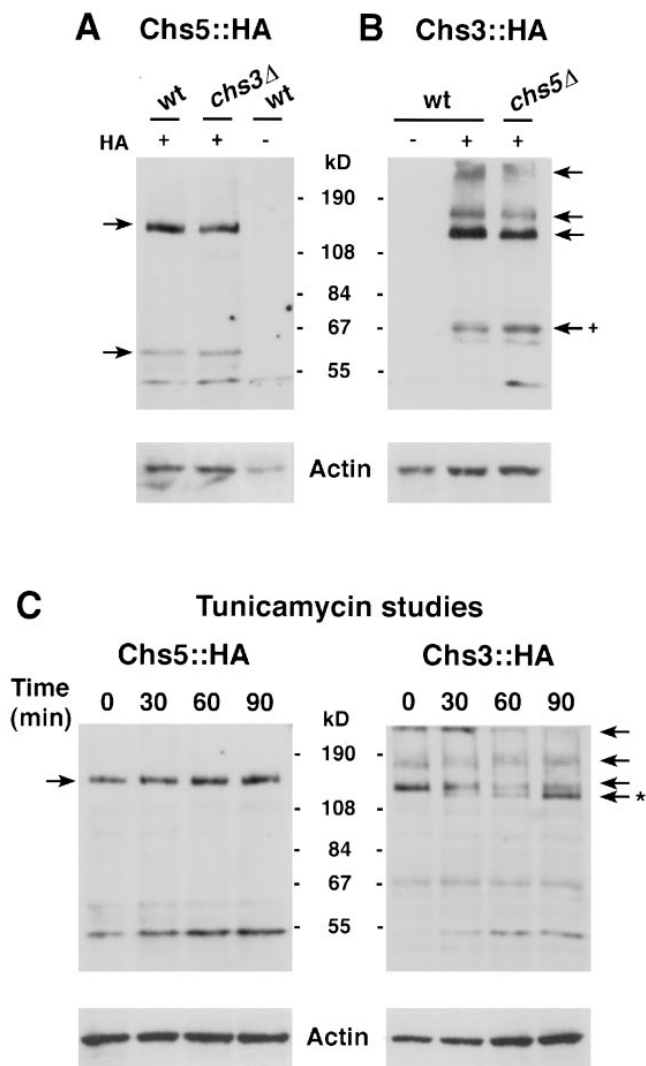 A Chs5::HA B Chs3::HA
wt chs3Δ wt wt chs5Δ
HA + + - kD - + +
- 190 -
- 108 -
- 84 -
- 67 - +
- 55 -
Actin
C Tunicamycin studies
Chs5::HA Chs3::HA
Time (min) 0 30 60 90 kD 0 30 60 90
- 190 -
- 108 - *
- 84 -
- 67 -
- 55 -
Actin